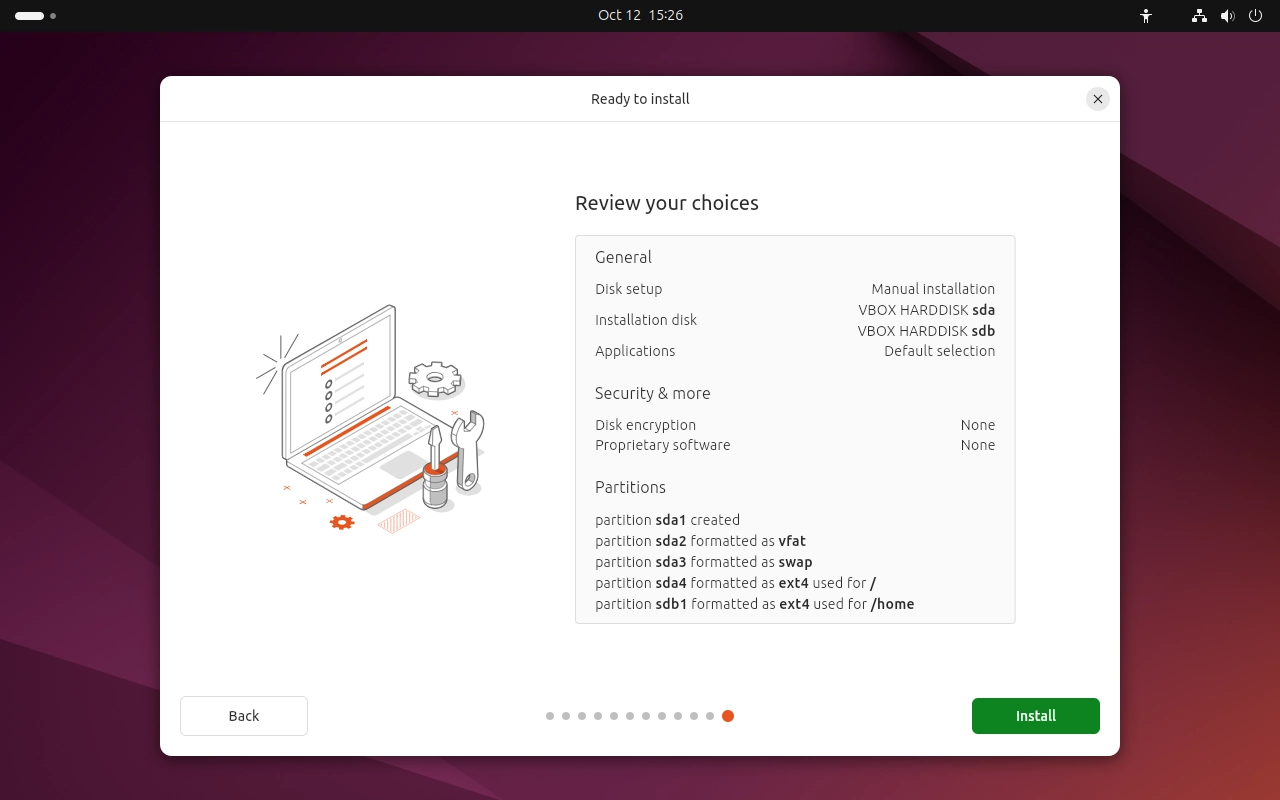 Oct 12 15:26
Ready to install
Review your choices
General
Disk setup Manual installation
Installation disk VBOX HARDDISK sda
VBOX HARDDISK sdb
Applications Default selection
Security & more
Disk encryption None
Proprietary software None
Partitions
partition sda1 created
partition sda2 formatted as vfat
partition sda3 formatted as swap
partition sda4 formatted as ext4 used for /
partition sdb1 formatted as ext4 used for /home
Back Install